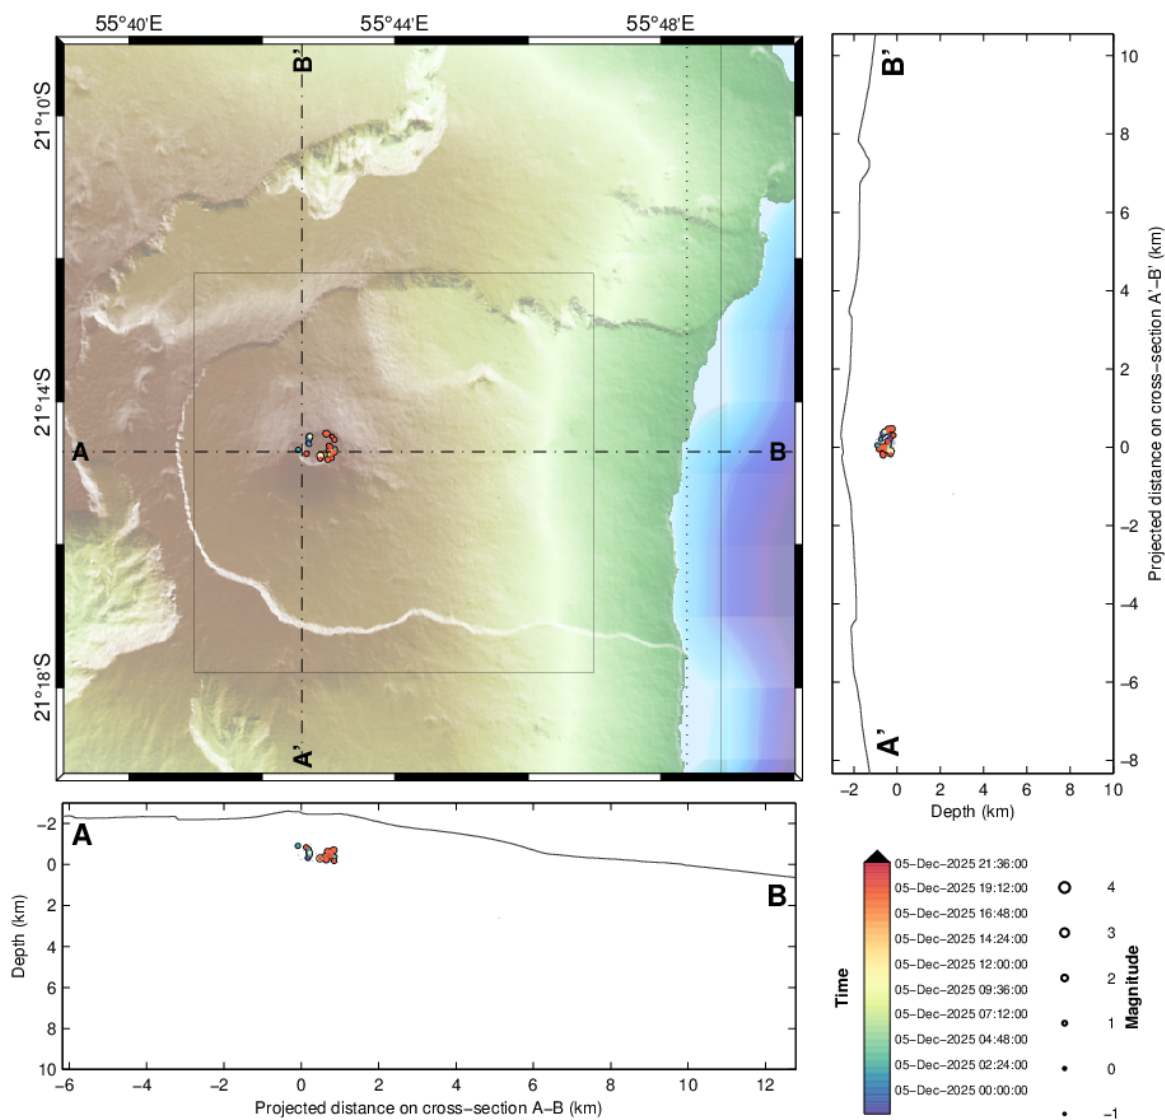 55°40'E 55°44'E 55°48'E
21°10'S
21°14'S
21°18'S
B'
A
B
A'
B'
A'
10
8
6
4
2
0
−2
−4
−6
−8
Projected distance on cross−section A'−B' (km)
−2 0 2 4 6 8 10
Depth (km)
A
B
−2
0
2
4
6
8
10
Depth (km)
−6 −4 −2 0 2 4 6 8 10 12
Projected distance on cross−section A−B (km)
Time
05−Dec−2025 21:36:00
05−Dec−2025 19:12:00
05−Dec−2025 16:48:00
05−Dec−2025 14:24:00
05−Dec−2025 12:00:00
05−Dec−2025 09:36:00
05−Dec−2025 07:12:00
05−Dec−2025 04:48:00
05−Dec−2025 02:24:00
05−Dec−2025 00:00:00
4
3
2
1
0
−1
Magnitude